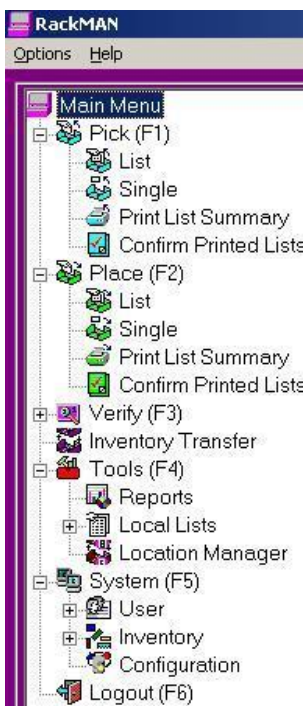 RackMAN
Options Help
Main Menu
Pick (F1)
List
Single
Print List Summary
Confirm Printed Lists
Place (F2)
List
Single
Print List Summary
Confirm Printed Lists
Verify (F3)
Inventory Transfer
Tools (F4)
Reports
Local Lists
Location Manager
System (F5)
User
Inventory
Configuration
Logout (F6)